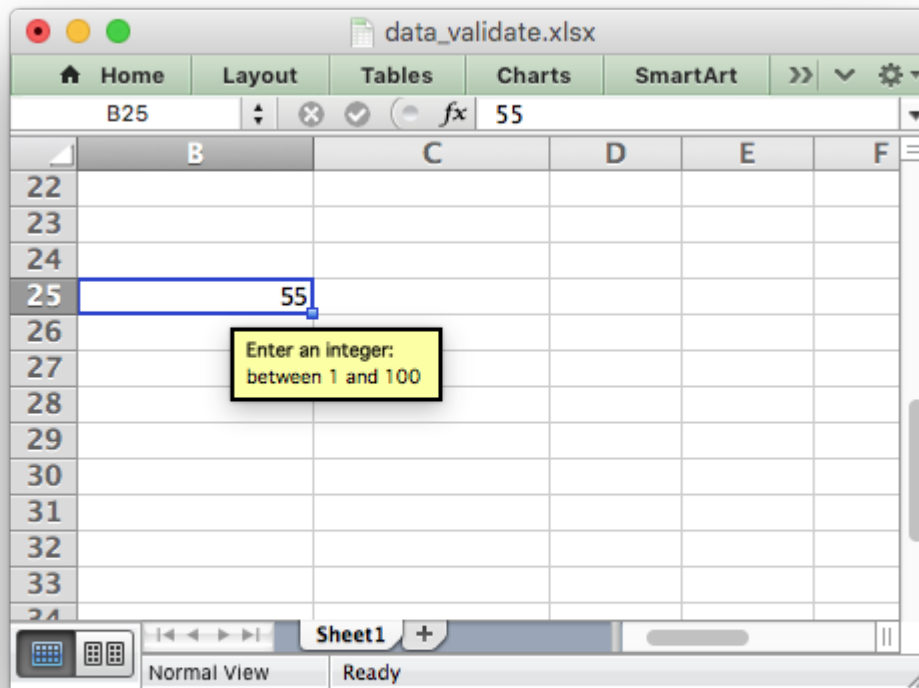 data_validate.xlsx
Home Layout Tables Charts SmartArt
B25 fx 55
B C D E F
22
23
24
25 55
26
Enter an integer:
27
between 1 and 100
28
29
30
31
32
33
34
Sheet1 +
Normal View Ready